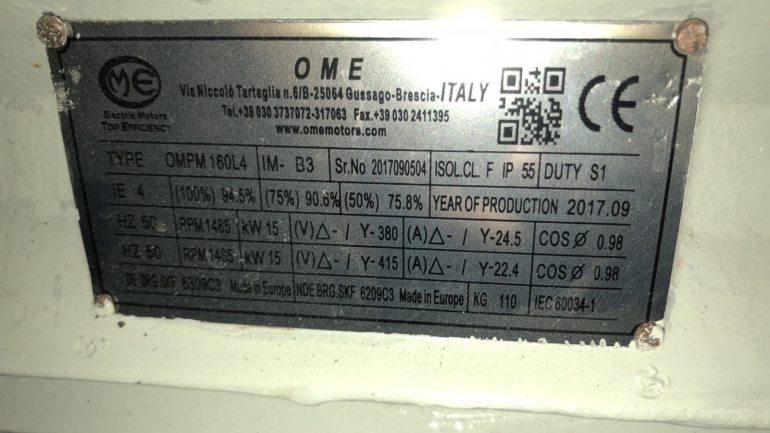 OME
ME
Electric Motors
TOP EFFICIENCY
Via Niccolò Tartaglia n.6/B-25064 Gussago-Brescia-ITALY
Tel.+39 030 3737072-317063 Fax.+39 030 2411395
www.omemotors.com
CE
TYPE OMPM 160L4 IM- B3 Sr.No 2017090504 ISOL.CL. F IP 55 DUTY S1
IE 4 (100%) 94.5% (75%) 90.6% (50%) 75.8% YEAR OF PRODUCTION 2017.09
HZ 50 RPM 1485 kW 15 (V)△- / Y-380 (A)△- / Y-24.5 COSØ 0.98
HZ 50 RPM 1485 kW 15 (V)△- / Y-415 (A)△- / Y-22.4 COSØ 0.98
DE BRG.SKF 6309C3 Made in Europe NDE BRG.SKF 6209C3 Made in Europe KG 110 IEC 60034-1